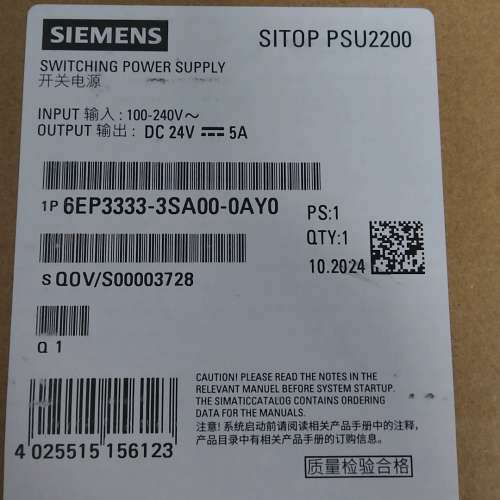 SIEMENS SITOP PSU2200
SWITCHING POWER SUPPLY
开关电源
INPUT 输入 : 100-240V～
OUTPUT 输出: DC 24V ⎓ 5A
1P 6EP3333-3SA00-0AY0
PS:1
QTY:1
S QOV/S00003728
10.2024
Q 1
CAUTION! PLEASE READ THE NOTES IN THE
RELEVANT MANUEL BEFORE SYSTEM STARTUP.
THE SIMATICCATALOG CONTAINS ORDERING
DATA FOR THE MANUALS.
注意! 系统启动前请阅读相关产品手册中的注释,
产品目录中有相关产品手册的订购信息。
4 025515 156123
质量检验合格